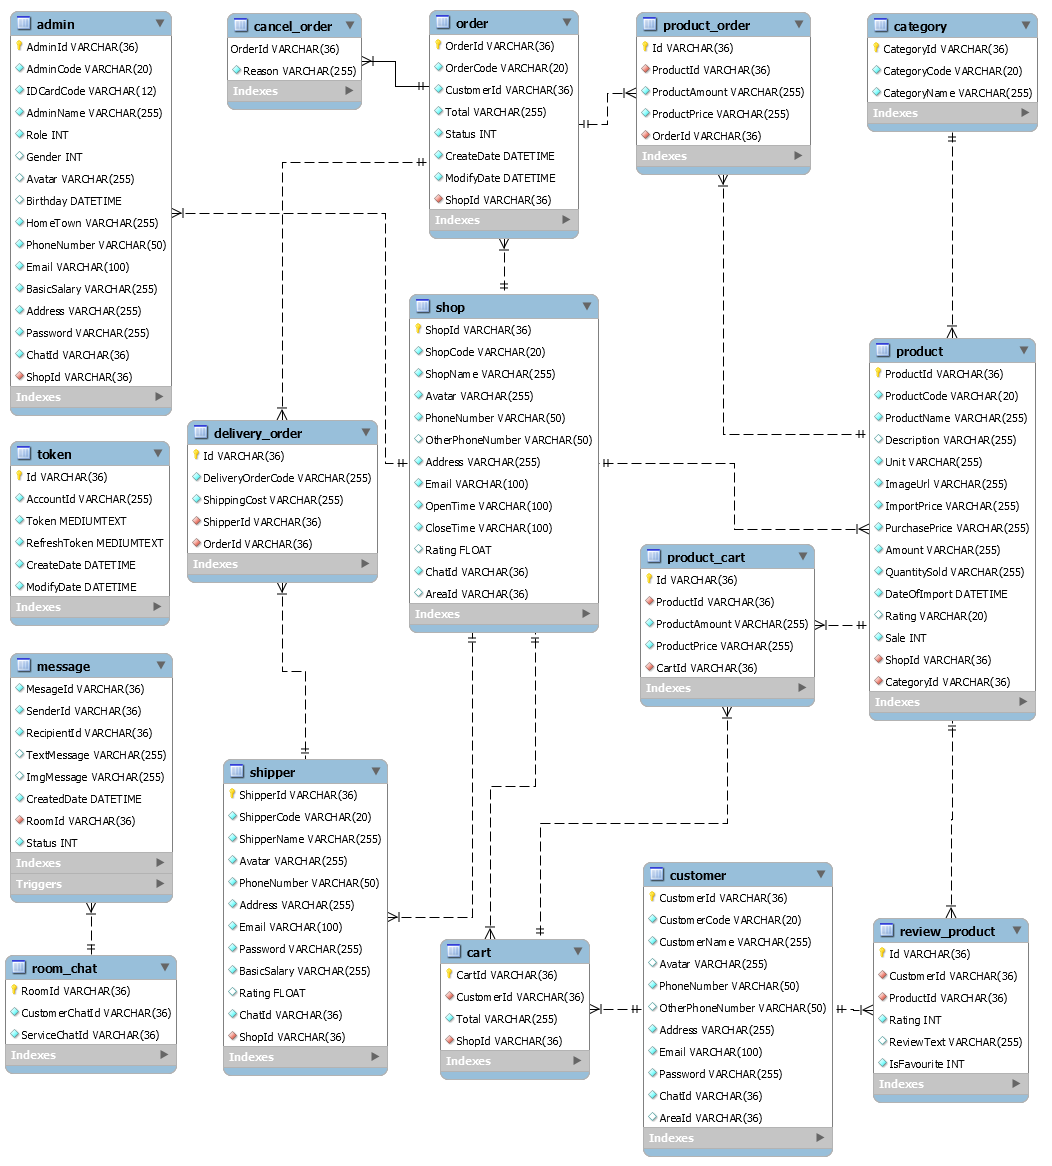 admin
AdminId VARCHAR(36)
AdminCode VARCHAR(20)
IDCardCode VARCHAR(12)
AdminName VARCHAR(255)
Role INT
Gender INT
Avatar VARCHAR(255)
Birthday DATETIME
HomeTown VARCHAR(255)
PhoneNumber VARCHAR(50)
Email VARCHAR(100)
BasicSalary VARCHAR(255)
Address VARCHAR(255)
Password VARCHAR(255)
ChatId VARCHAR(36)
ShopId VARCHAR(36)
Indexes
cancel_order
OrderId VARCHAR(36)
Reason VARCHAR(255)
Indexes
order
OrderId VARCHAR(36)
OrderCode VARCHAR(20)
CustomerId VARCHAR(36)
Total VARCHAR(255)
Status INT
CreateDate DATETIME
ModifyDate DATETIME
ShopId VARCHAR(36)
Indexes
product_order
Id VARCHAR(36)
ProductId VARCHAR(36)
ProductAmount VARCHAR(255)
ProductPrice VARCHAR(255)
OrderId VARCHAR(36)
Indexes
category
CategoryId VARCHAR(36)
CategoryCode VARCHAR(20)
CategoryName VARCHAR(255)
Indexes
shop
ShopId VARCHAR(36)
ShopCode VARCHAR(20)
ShopName VARCHAR(255)
Avatar VARCHAR(255)
PhoneNumber VARCHAR(50)
OtherPhoneNumber VARCHAR(50)
Address VARCHAR(255)
Email VARCHAR(100)
OpenTime VARCHAR(100)
CloseTime VARCHAR(100)
Rating FLOAT
ChatId VARCHAR(36)
AreaId VARCHAR(36)
Indexes
product
ProductId VARCHAR(36)
ProductCode VARCHAR(20)
ProductName VARCHAR(255)
Description VARCHAR(255)
Unit VARCHAR(255)
ImageUrl VARCHAR(255)
ImportPrice VARCHAR(255)
PurchasePrice VARCHAR(255)
Amount VARCHAR(255)
QuantitySold VARCHAR(255)
DateOfImport DATETIME
Rating VARCHAR(20)
Sale INT
ShopId VARCHAR(36)
CategoryId VARCHAR(36)
Indexes
delivery_order
Id VARCHAR(36)
DeliveryOrderCode VARCHAR(255)
ShippingCost VARCHAR(255)
ShipperId VARCHAR(36)
OrderId VARCHAR(36)
Indexes
token
Id VARCHAR(36)
AccountId VARCHAR(255)
Token MEDIUMTEXT
RefreshToken MEDIUMTEXT
CreateDate DATETIME
ModifyDate DATETIME
Indexes
product_cart
Id VARCHAR(36)
ProductId VARCHAR(36)
ProductAmount VARCHAR(255)
ProductPrice VARCHAR(255)
CartId VARCHAR(36)
Indexes
message
MesageId VARCHAR(36)
SenderId VARCHAR(36)
RecipientId VARCHAR(36)
TextMessage VARCHAR(255)
ImgMessage VARCHAR(255)
CreatedDate DATETIME
RoomId VARCHAR(36)
Status INT
Indexes
Triggers
shipper
ShipperId VARCHAR(36)
ShipperCode VARCHAR(20)
ShipperName VARCHAR(255)
Avatar VARCHAR(255)
PhoneNumber VARCHAR(50)
Address VARCHAR(255)
Email VARCHAR(100)
Password VARCHAR(255)
BasicSalary VARCHAR(255)
Rating FLOAT
ChatId VARCHAR(36)
ShopId VARCHAR(36)
Indexes
customer
CustomerId VARCHAR(36)
CustomerCode VARCHAR(20)
CustomerName VARCHAR(255)
Avatar VARCHAR(255)
PhoneNumber VARCHAR(50)
OtherPhoneNumber VARCHAR(50)
Address VARCHAR(255)
Email VARCHAR(100)
Password VARCHAR(255)
ChatId VARCHAR(36)
AreaId VARCHAR(36)
Indexes
review_product
Id VARCHAR(36)
CustomerId VARCHAR(36)
ProductId VARCHAR(36)
Rating INT
ReviewText VARCHAR(255)
IsFavourite INT
Indexes
cart
CartId VARCHAR(36)
CustomerId VARCHAR(36)
Total VARCHAR(255)
ShopId VARCHAR(36)
Indexes
room_chat
RoomId VARCHAR(36)
CustomerChatId VARCHAR(36)
ServiceChatId VARCHAR(36)
Indexes